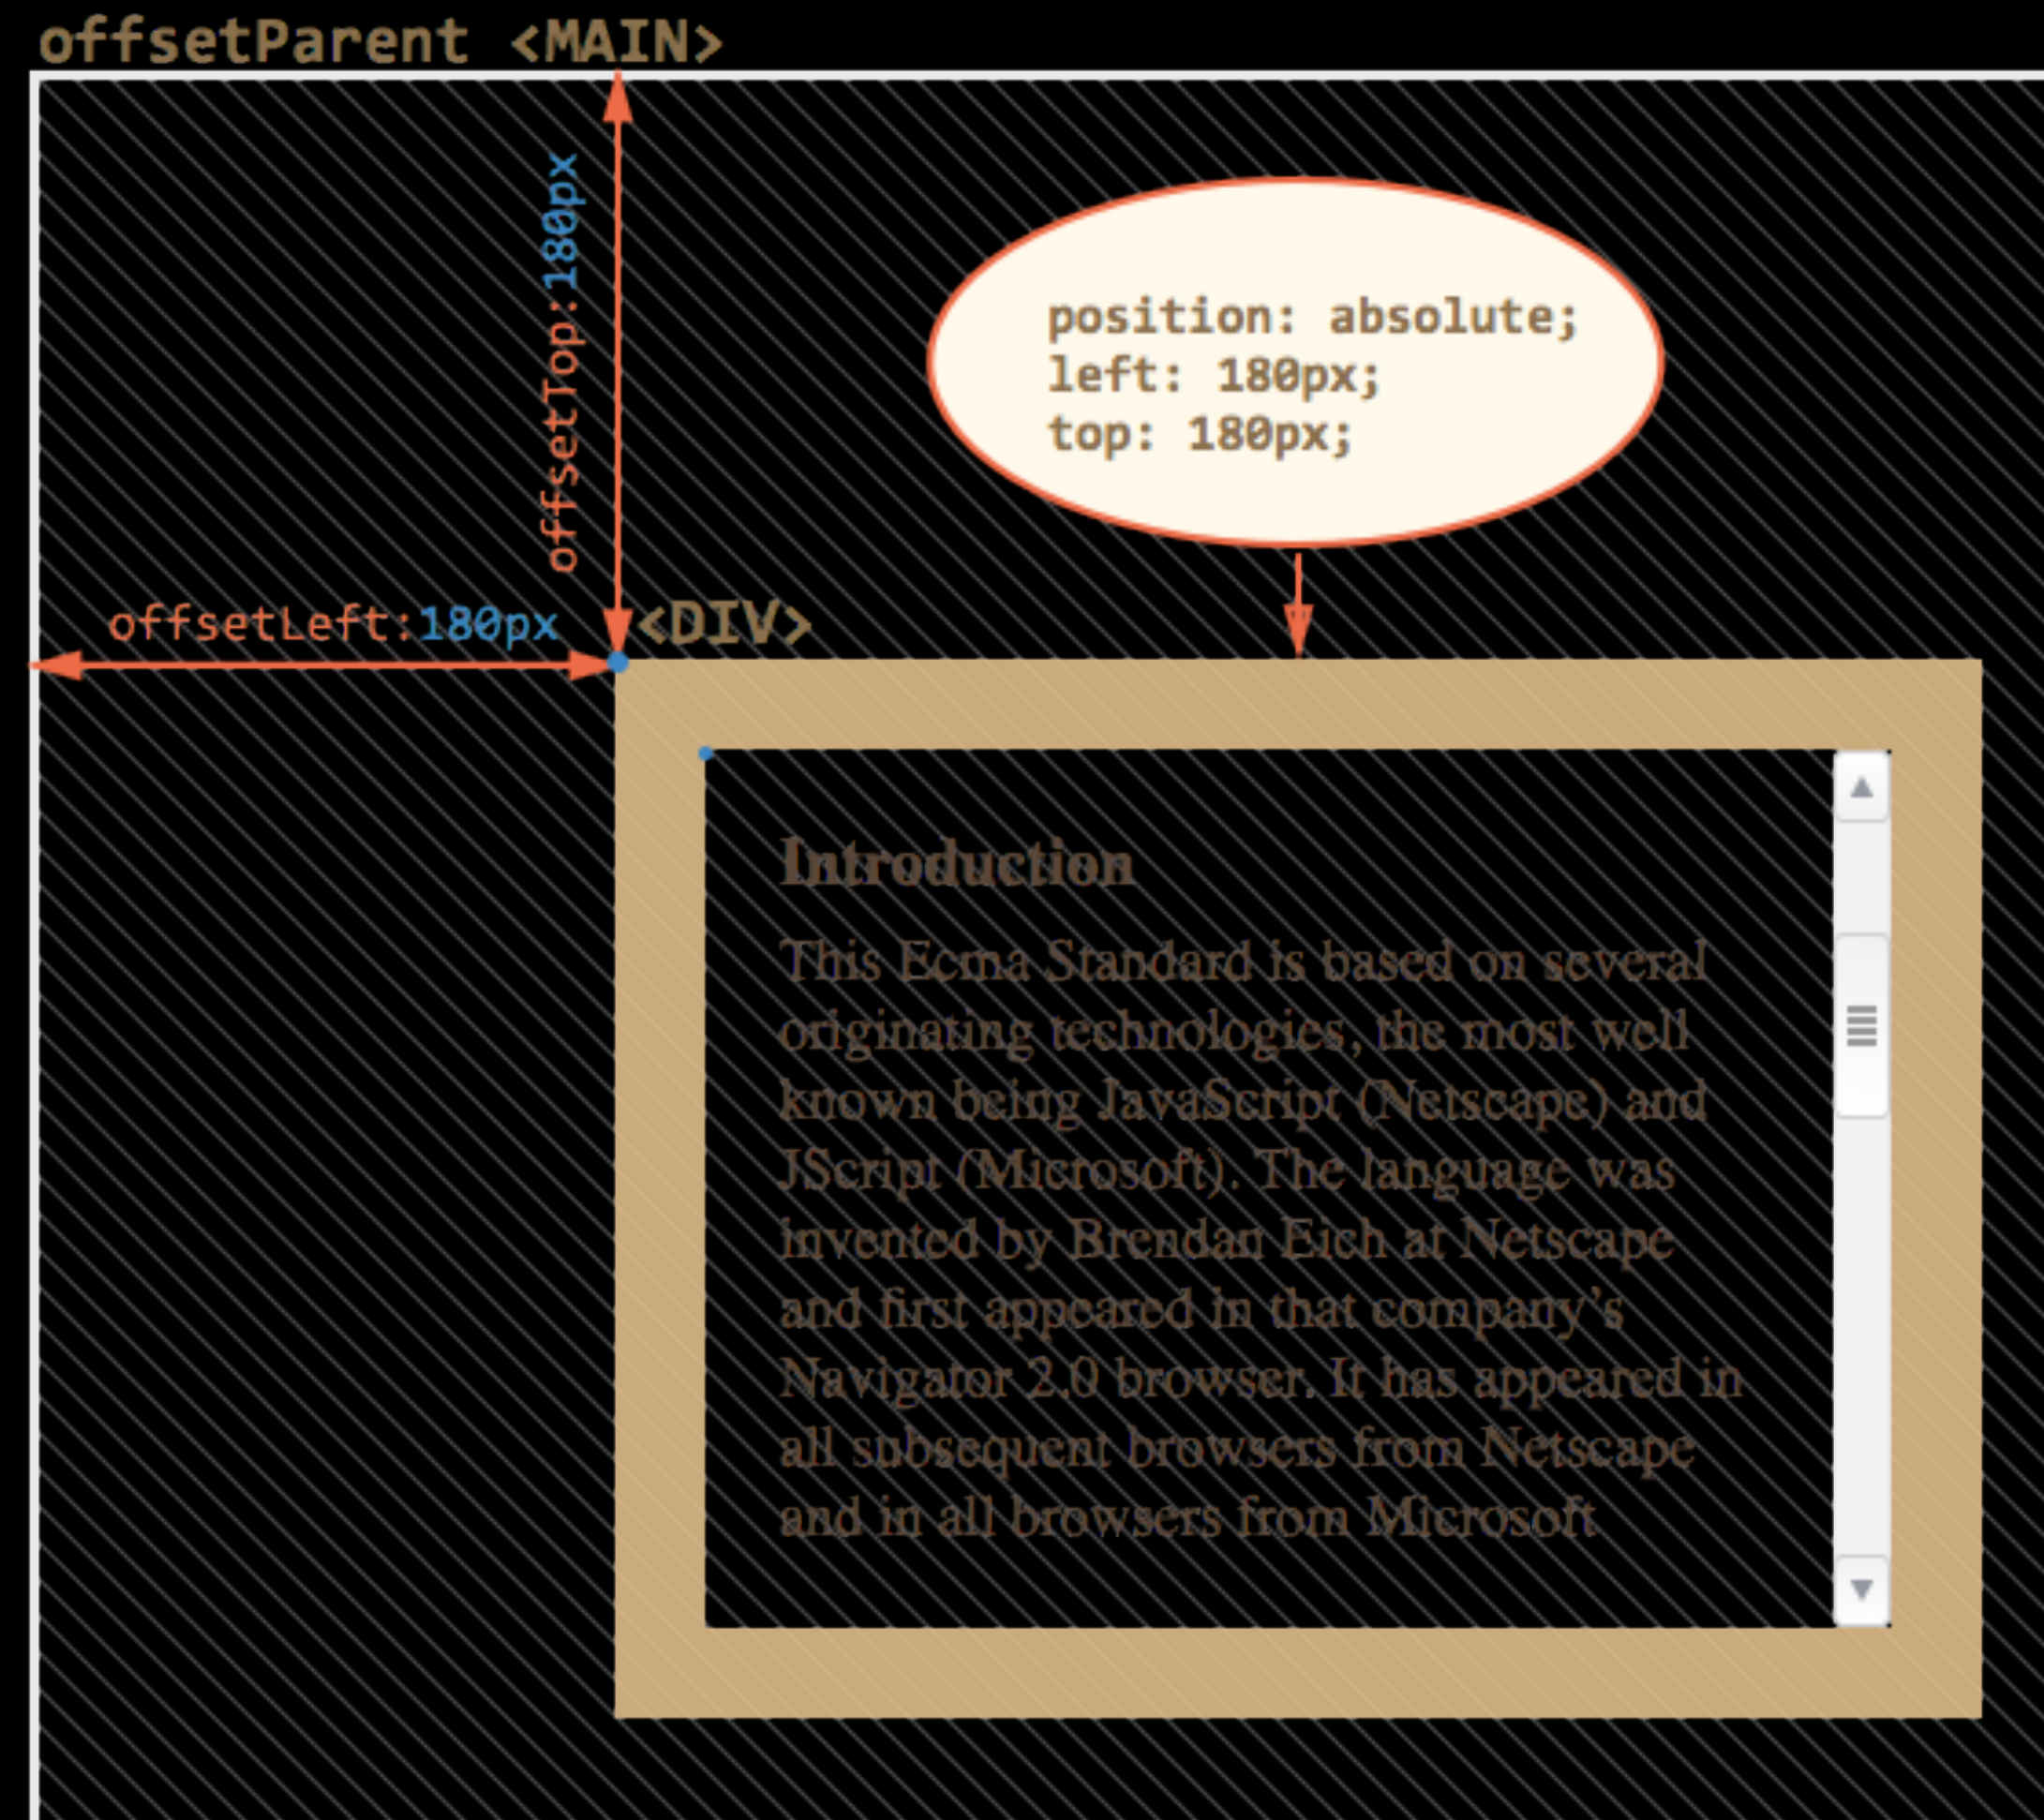 offsetParent <MAIN>
offsetTop:180px
position: absolute;
left: 180px;
top: 180px;
offsetLeft:180px
<DIV>
Introduction
This Ecma Standard is based on several
originating technologies, the most well
known being JavaScript (Netscape) and
JScript (Microsoft). The language was
invented by Brendan Eich at Netscape
and first appeared in that company’s
Navigator 2.0 browser. It has appeared in
all subsequent browsers from Netscape
and in all browsers from Microsoft